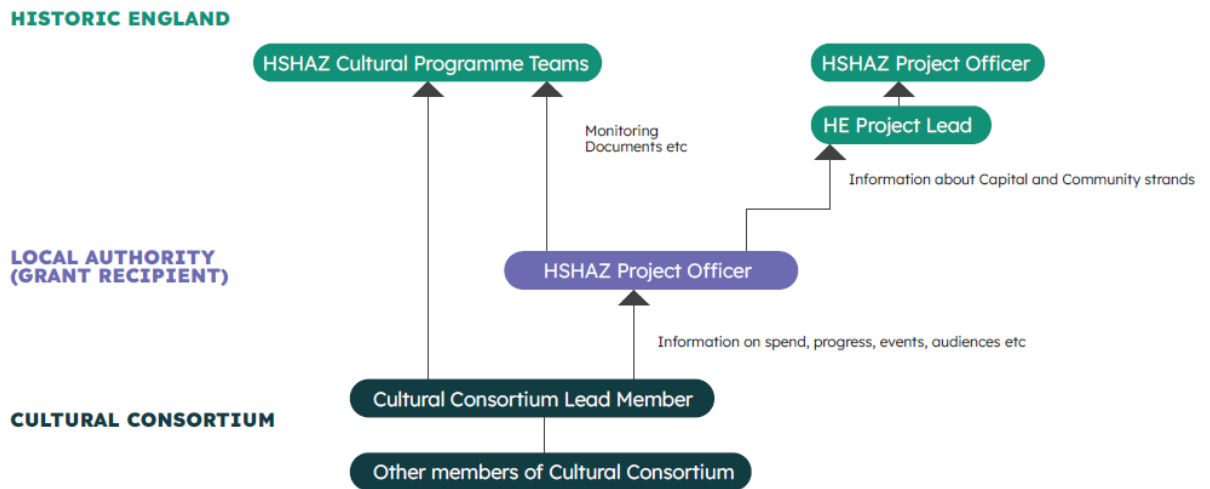 HISTORIC ENGLAND
HSHAZ Cultural Programme Teams
HSHAZ Project Officer
HE Project Lead
Monitoring
Documents etc
Information about Capital and Community strands
LOCAL AUTHORITY
(GRANT RECIPIENT)
HSHAZ Project Officer
Information on spend, progress, events, audiences etc
Cultural Consortium Lead Member
CULTURAL CONSORTIUM
Other members of Cultural Consortium